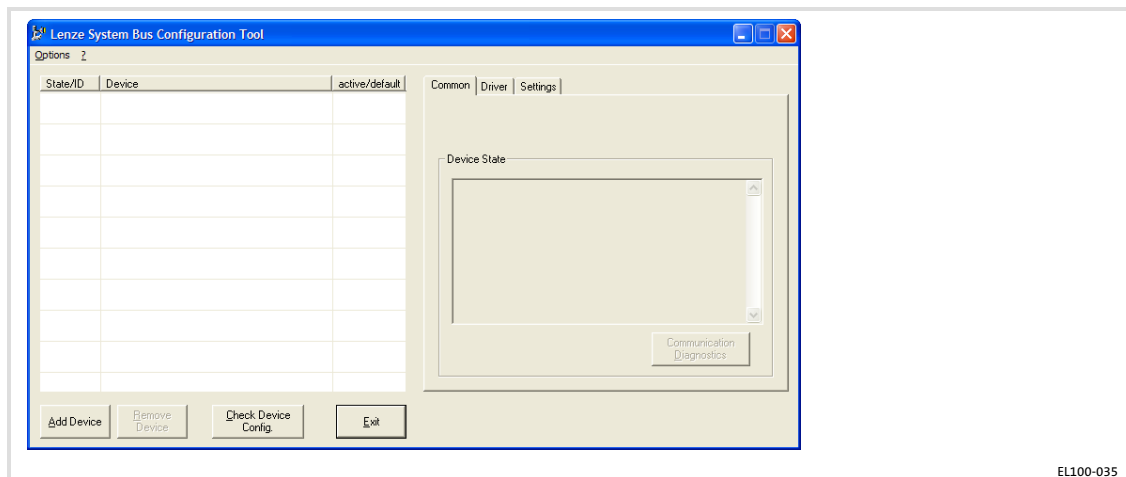 Lenze System Bus Configuration Tool
Options ?
State/ID Device active/default
Common Driver Settings
Device State
Communication
Diagnostics
Add Device
Remove
Device
Check Device
Config.
Exit
EL100-035